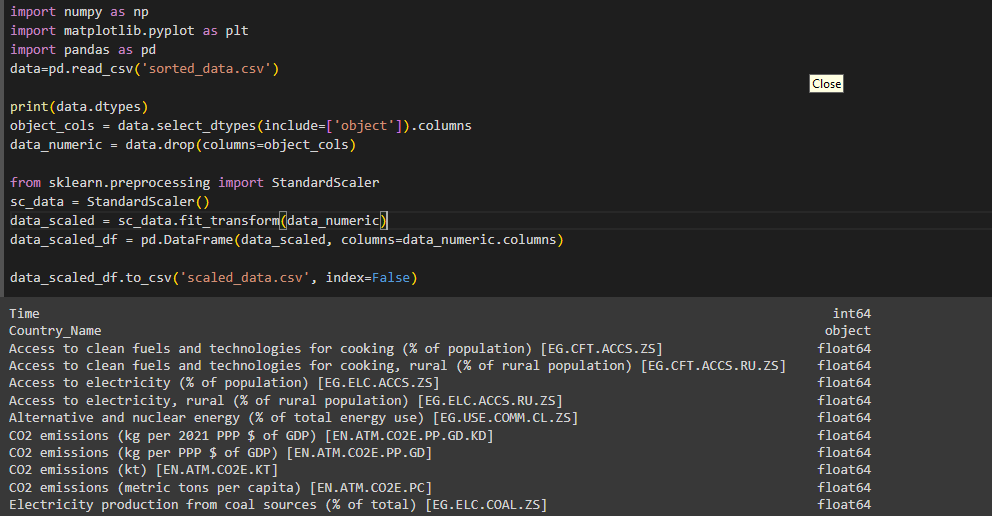 import numpy as np
import matplotlib.pyplot as plt
import pandas as pd
data=pd.read_csv('sorted_data.csv')
Close
print(data.dtypes)
object_cols = data.select_dtypes(include=['object']).columns
data_numeric = data.drop(columns=object_cols)
from sklearn.preprocessing import StandardScaler
sc_data = StandardScaler()
data_scaled = sc_data.fit_transform(data_numeric)
data_scaled_df = pd.DataFrame(data_scaled, columns=data_numeric.columns)
data_scaled_df.to_csv('scaled_data.csv', index=False)
Time int64
Country_Name object
Access to clean fuels and technologies for cooking (% of population) [EG.CFT.ACCS.ZS] float64
Access to clean fuels and technologies for cooking, rural (% of rural population) [EG.CFT.ACCS.RU.ZS] float64
Access to electricity (% of population) [EG.ELC.ACCS.ZS] float64
Access to electricity, rural (% of rural population) [EG.ELC.ACCS.RU.ZS] float64
Alternative and nuclear energy (% of total energy use) [EG.USE.COMM.CL.ZS] float64
CO2 emissions (kg per 2021 PPP $ of GDP) [EN.ATM.CO2E.PP.GD.KD] float64
CO2 emissions (kg per PPP $ of GDP) [EN.ATM.CO2E.PP.GD] float64
CO2 emissions (kt) [EN.ATM.CO2E.KT] float64
CO2 emissions (metric tons per capita) [EN.ATM.CO2E.PC] float64
Electricity production from coal sources (% of total) [EG.ELC.COAL.ZS] float64